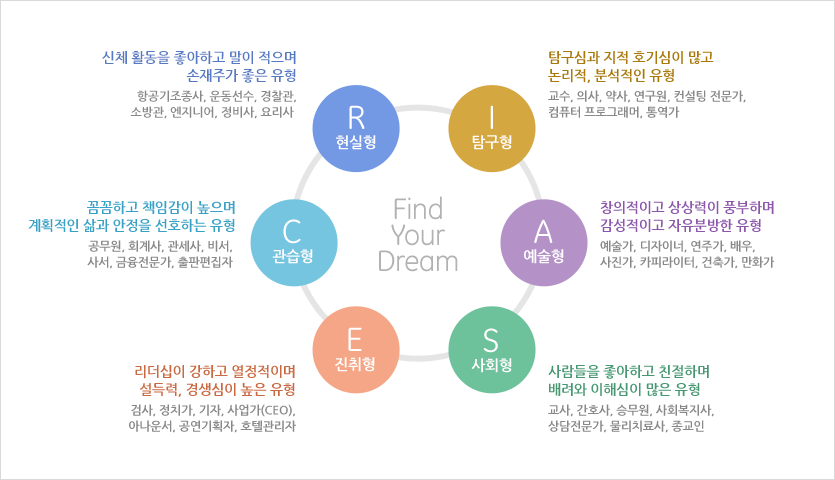 신체 활동을 좋아하고 말이 적으며
손재주가 좋은 유형
항공기조종사, 운동선수, 경찰관,
소방관, 엔지니어, 정비사, 요리사
R
현실형
I
탐구형
탐구심과 지적 호기심이 많고
논리적, 분석적인 유형
교수, 의사, 약사, 연구원, 컨설팅 전문가,
컴퓨터 프로그래머, 통역가
꼼꼼하고 책임감이 높으며
계획적인 삶과 안정을 선호하는 유형
공무원, 회계사, 관세사, 비서,
사서, 금융전문가, 출판편집자
C
관습형
Find
Your
Dream
A
예술형
창의적이고 상상력이 풍부하며
감성적이고 자유분방한 유형
예술가, 디자이너, 연주가, 배우,
사진가, 카피라이터, 건축가, 만화가
리더십이 강하고 열정적이며
설득력, 경쟁심이 높은 유형
검사, 정치가, 기자, 사업가(CEO),
아나운서, 공연기획자, 호텔관리자
E
진취형
S
사회형
사람들을 좋아하고 친절하며
배려와 이해심이 많은 유형
교사, 간호사, 승무원, 사회복지사,
상담전문가, 물리치료사, 종교인